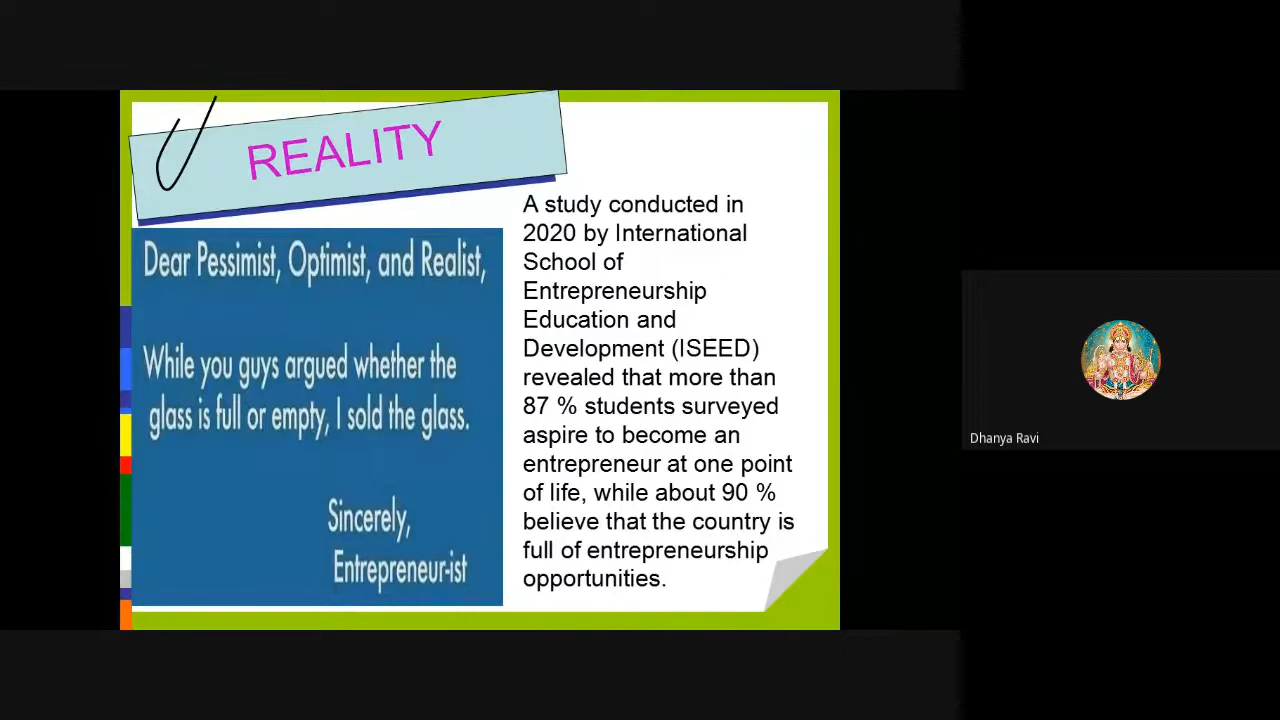 REALITY
Dear Pessimist, Optimist, and Realist,
While you guys argued whether the
glass is full or empty, I sold the glass.
Sincerely,
Entrepreneur-ist
A study conducted in
2020 by International
School of
Entrepreneurship
Education and
Development (ISEED)
revealed that more than
87 % students surveyed
aspire to become an
entrepreneur at one point
of life, while about 90 %
believe that the country is
full of entrepreneurship
opportunities.
Dhanya Ravi